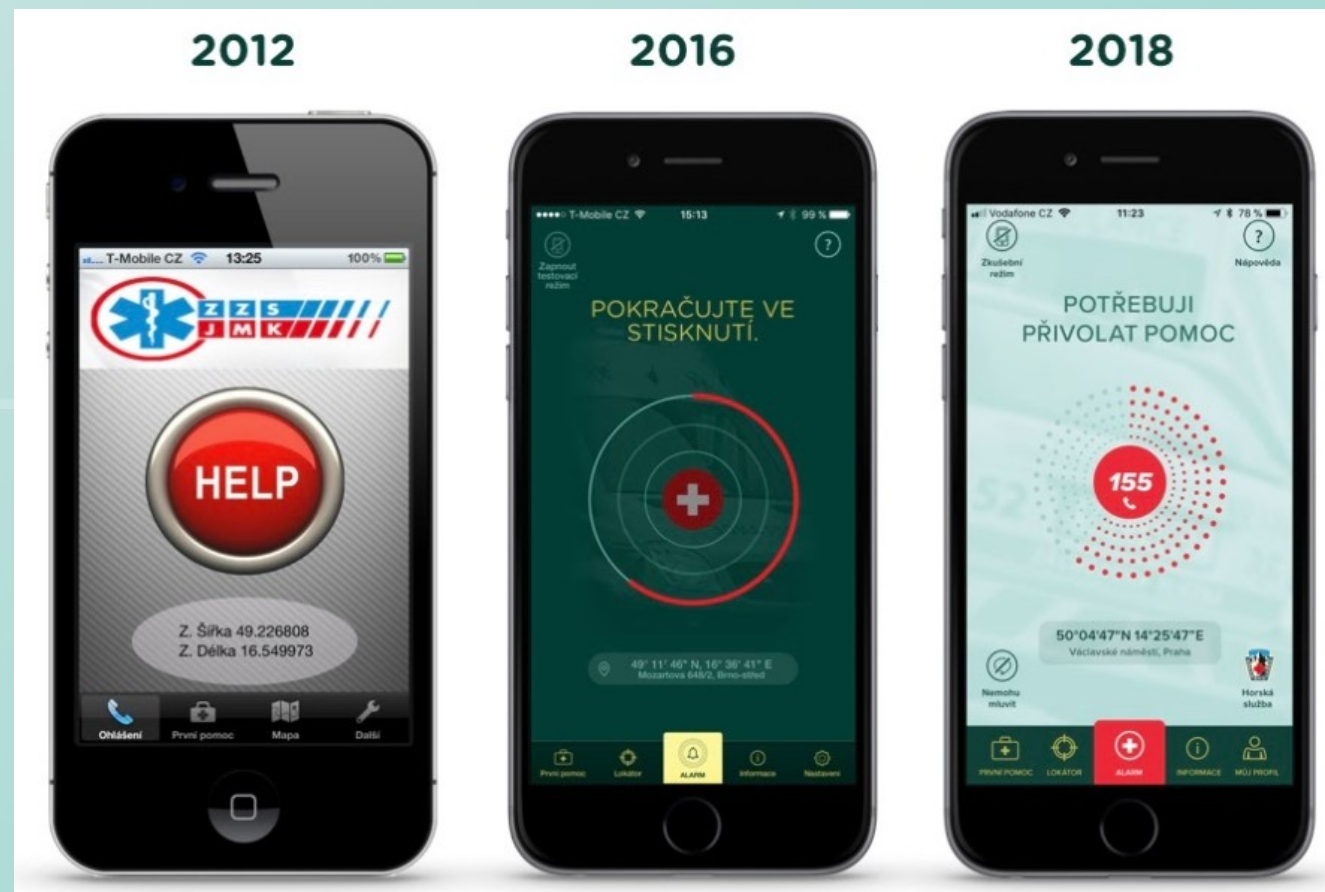 2012
2016
2018
T-Mobile CZ 13:25 100%
Z Z S
J M K
HELP
Z. Šířka 49.226808
Z. Délka 16.549973
Ohlášení První pomoc Mapa Další
T-Mobile CZ 15:13 99 %
?
Zapnout
testovací
režim
POKRAČUJTE VE
STISKNUTÍ.
49° 11' 46" N, 16° 36' 41" E
Mozartova 648/2, Brno-střed
První pomoc Lokátor ALARM Informace Nastavení
Vodafone CZ 11:23 78 %
?
Zkušební
režim
Nápověda
POTŘEBUJI
PŘIVOLAT POMOC
155
50°04'47"N 14°25'47"E
Václavské náměstí, Praha
Nemohu
mluvit
Horská
služba
PRVNÍ POMOC LOKÁTOR ALARM INFORMACE MŮJ PROFIL